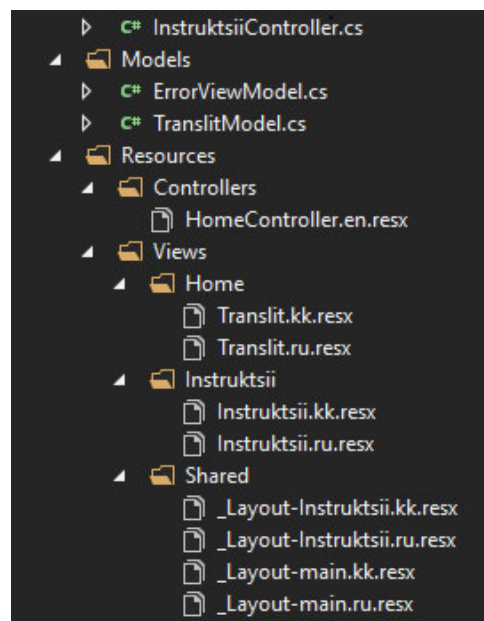 C# InstruktsiiController.cs
Models
C# ErrorViewModel.cs
C# TranslitModel.cs
Resources
Controllers
HomeController.en.resx
Views
Home
Translit.kk.resx
Translit.ru.resx
Instruktsii
Instruktsii.kk.resx
Instruktsii.ru.resx
Shared
_Layout-Instruktsii.kk.resx
_Layout-Instruktsii.ru.resx
_Layout-main.kk.resx
_Layout-main.ru.resx